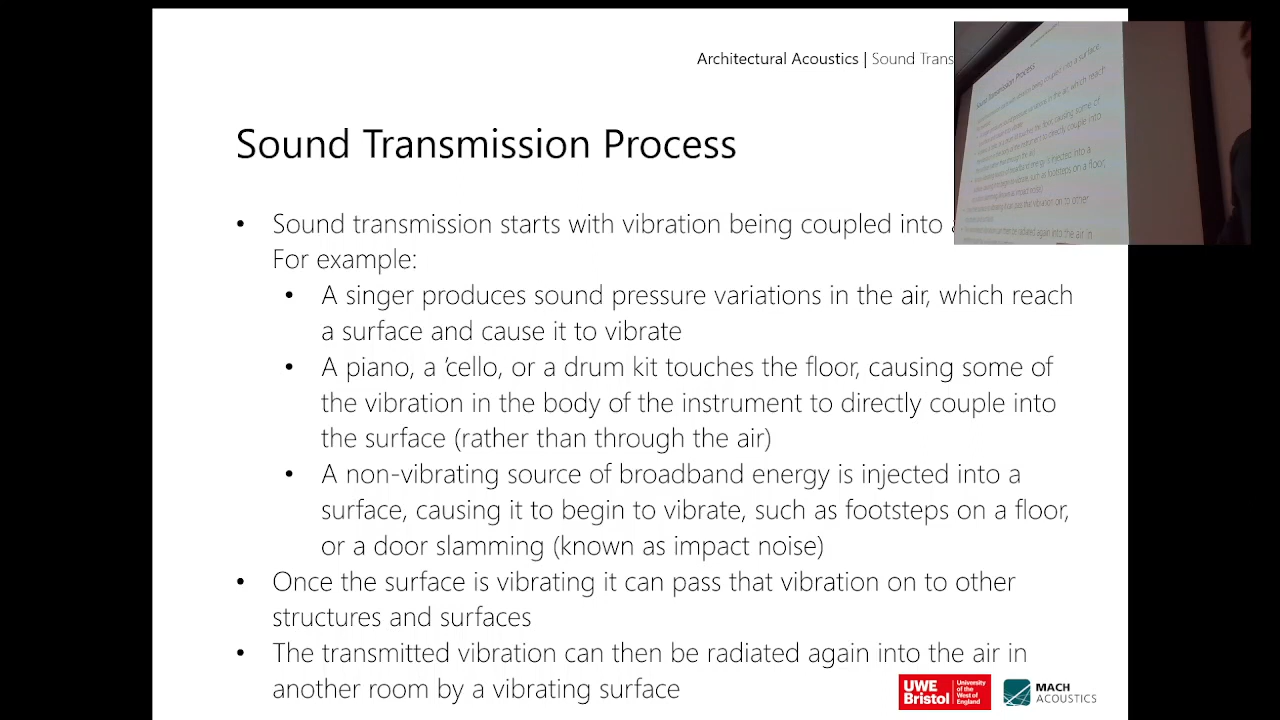 Architectural Acoustics | Sound Trans
Sound Transmission Process
• Sound transmission starts with vibration being coupled into
For example:
• A singer produces sound pressure variations in the air, which reach
a surface and cause it to vibrate
• A piano, a ‘cello, or a drum kit touches the floor, causing some of
the vibration in the body of the instrument to directly couple into
the surface (rather than through the air)
• A non-vibrating source of broadband energy is injected into a
surface, causing it to begin to vibrate, such as footsteps on a floor,
or a door slamming (known as impact noise)
• Once the surface is vibrating it can pass that vibration on to other
structures and surfaces
• The transmitted vibration can then be radiated again into the air in
another room by a vibrating surface
UWE
Bristol
University
of the
West of
England
MACH
ACOUSTICS